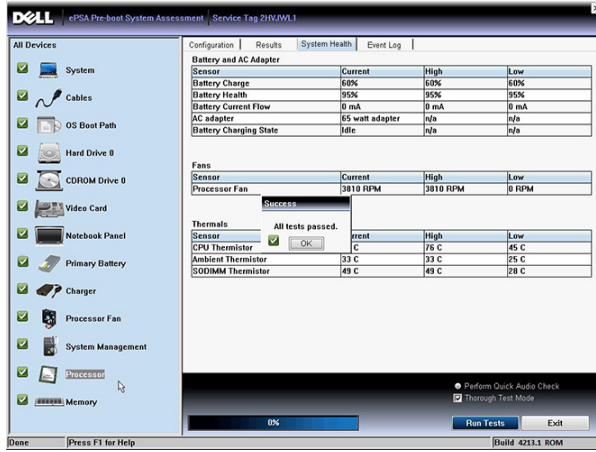 DELL ePSA Pre-boot System Assessment Service Tag 2HVJWL1
All Devices
System
Cables
OS Boot Path
Hard Drive 0
CDROM Drive 0
Video Card
Notebook Panel
Primary Battery
Charger
Processor Fan
System Management
Processor
Memory
Configuration Results System Health Event Log
Battery and AC Adapter
Sensor Current High Low
Battery Charge 60% 60% 60%
Battery Health 95% 95% 95%
Battery Current Flow 0 mA 0 mA 0 mA
AC adapter 65 watt adapter n/a n/a
Battery Charging State Idle n/a n/a
Fans
Sensor Current High Low
Processor Fan 3810 RPM 3810 RPM 0 RPM
Success
All tests passed.
OK
Thermals
Sensor rrent High Low
CPU Thermistor C 76 C 45 C
Ambient Thermistor 33 C 33 C 25 C
SODIMM Thermistor 49 C 49 C 28 C
Perform Quick Audio Check
Thorough Test Mode
0% Run Tests Exit
Done Press F1 for Help Build 4213.1 ROM